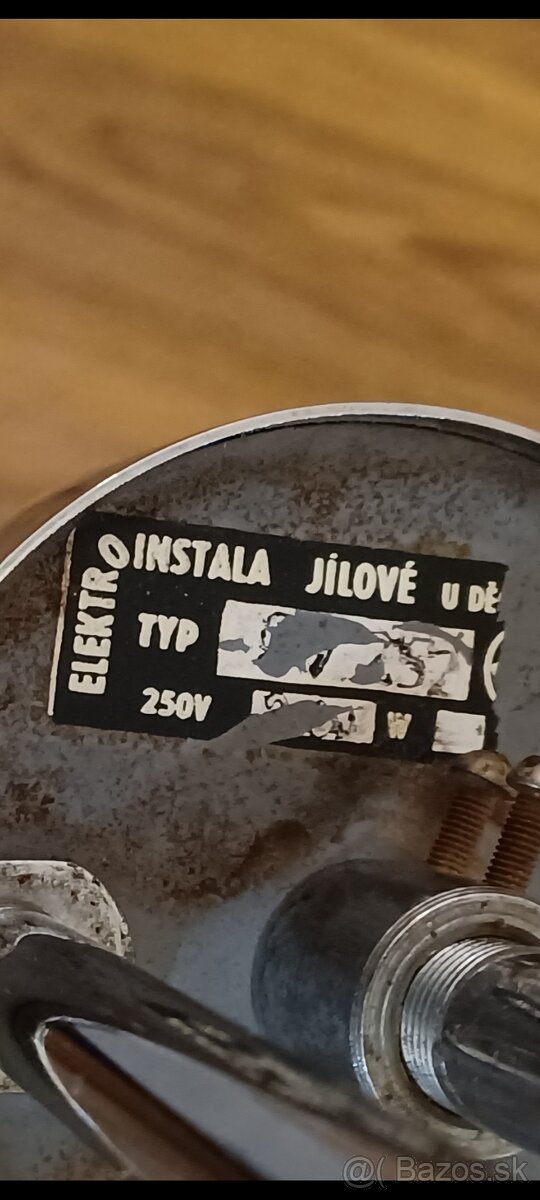 ELEKTRO
INSTALA JÍLOVÉ U DĚ
TYP
250V W
@( Bazos.sk